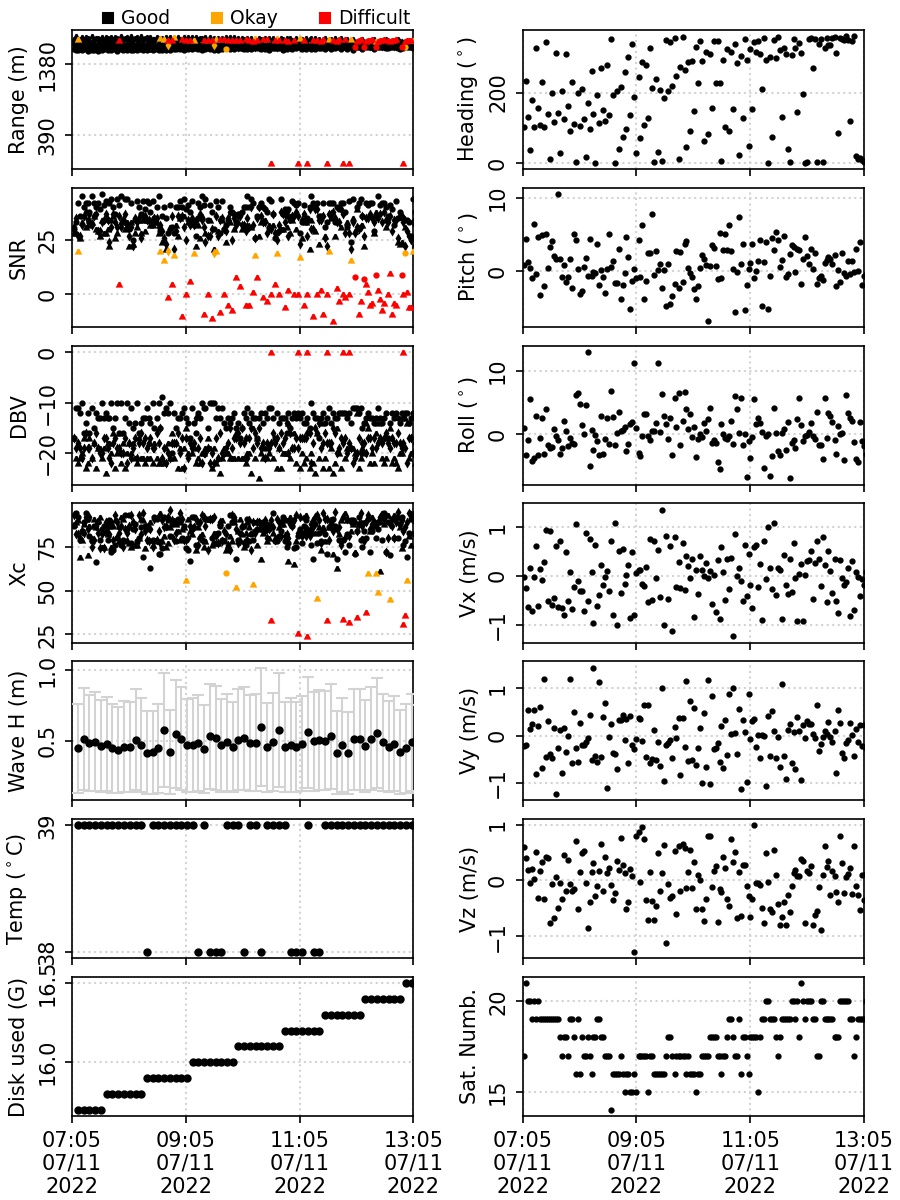 Good Okay Difficult
Range (m)
1380
390
Heading (°)
200
0
SNR
25
0
Pitch (°)
10
0
DBV
0
−10
−20
Roll (°)
10
0
Xc
75
50
25
Vx (m/s)
1
0
−1
Wave H (m)
1.0
0.5
Vy (m/s)
1
0
−1
Temp (°C)
39
38
Vz (m/s)
1
0
−1
Disk used (G)
16.5
16.0
Sat. Numb.
20
15
07:05 09:05 11:05 13:05 07:05 09:05 11:05 13:05
07/11 07/11 07/11 07/11 07/11 07/11 07/11 07/11
2022 2022 2022 2022 2022 2022 2022 2022